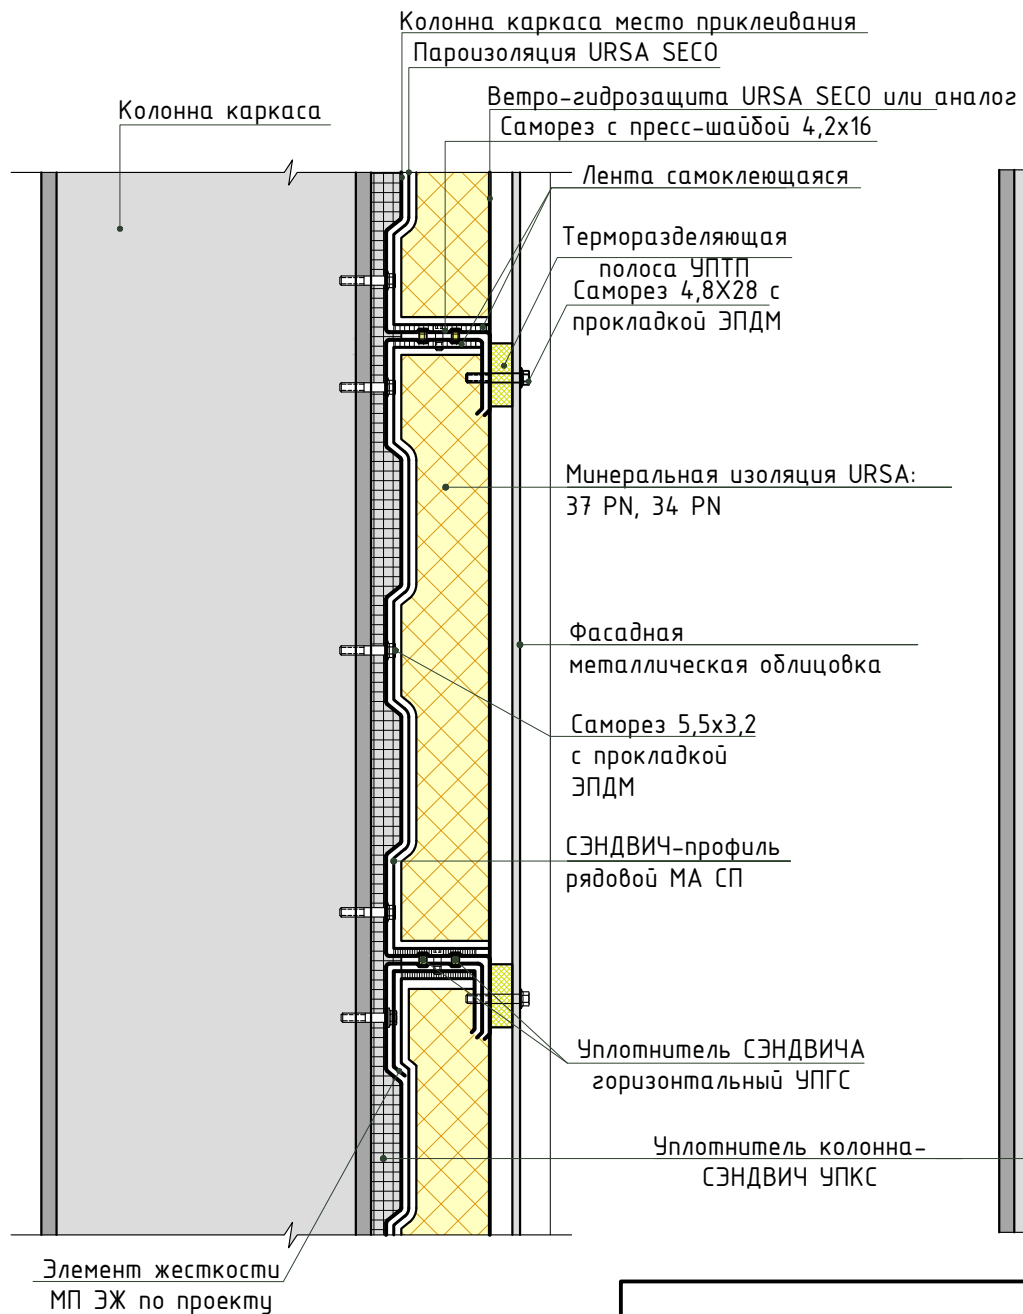 Колонна каркаса место приклеивания
Пароизоляция URSA SECO
Ветро-гидрозащита URSA SECO или аналог
Колонна каркаса
Саморез с пресс-шайбой 4,2х16
Лента самоклеющаяся
Терморазделяющая
полоса УПТП
Саморез 4,8Х28 с
прокладкой ЭПДМ
Минеральная изоляция URSA:
37 PN, 34 PN
Фасадная
металлическая облицовка
Саморез 5,5х3,2
с прокладкой
ЭПДМ
СЭНДВИЧ-профиль
рядовой МА СП
Уплотнитель СЭНДВИЧА
горизонтальный УПГС
Уплотнитель колонна-
СЭНДВИЧ УПКС
Элемент жесткости
МП ЭЖ по проекту